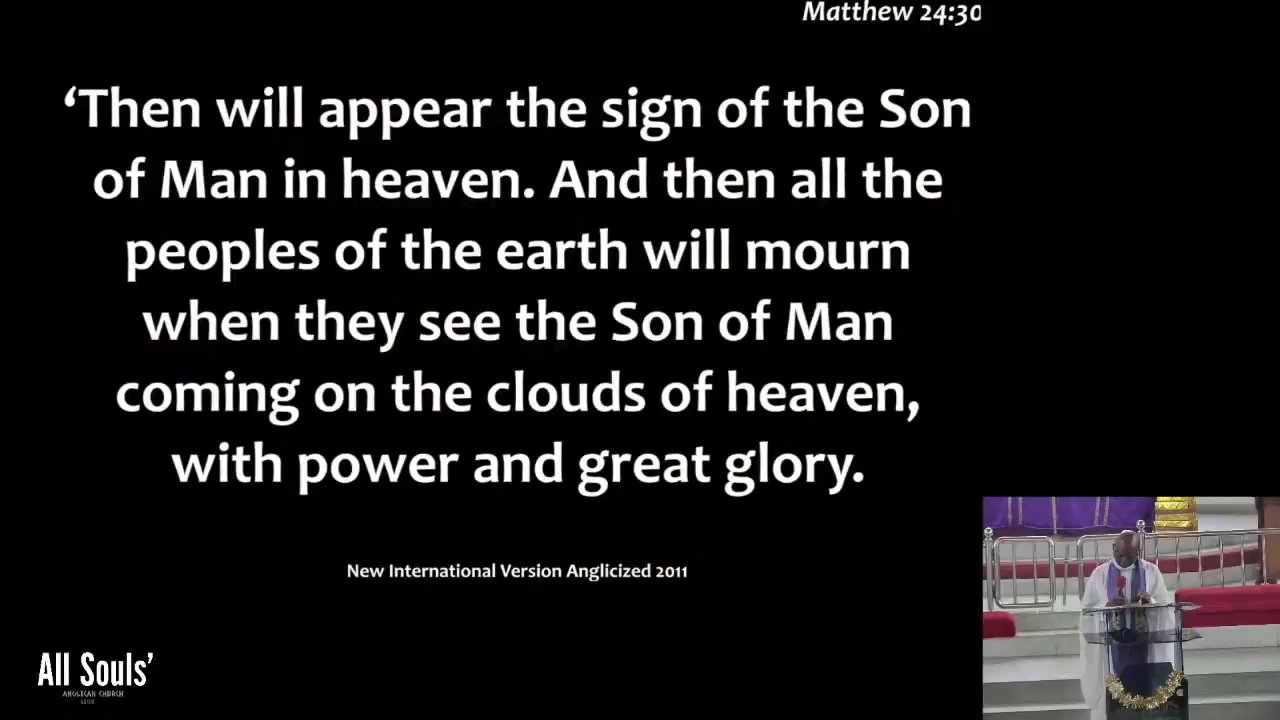 Matthew 24:30
‘Then will appear the sign of the Son
of Man in heaven. And then all the
peoples of the earth will mourn
when they see the Son of Man
coming on the clouds of heaven,
with power and great glory.
New International Version Anglicized 2011
All Souls’
ANGLICAN CHURCH